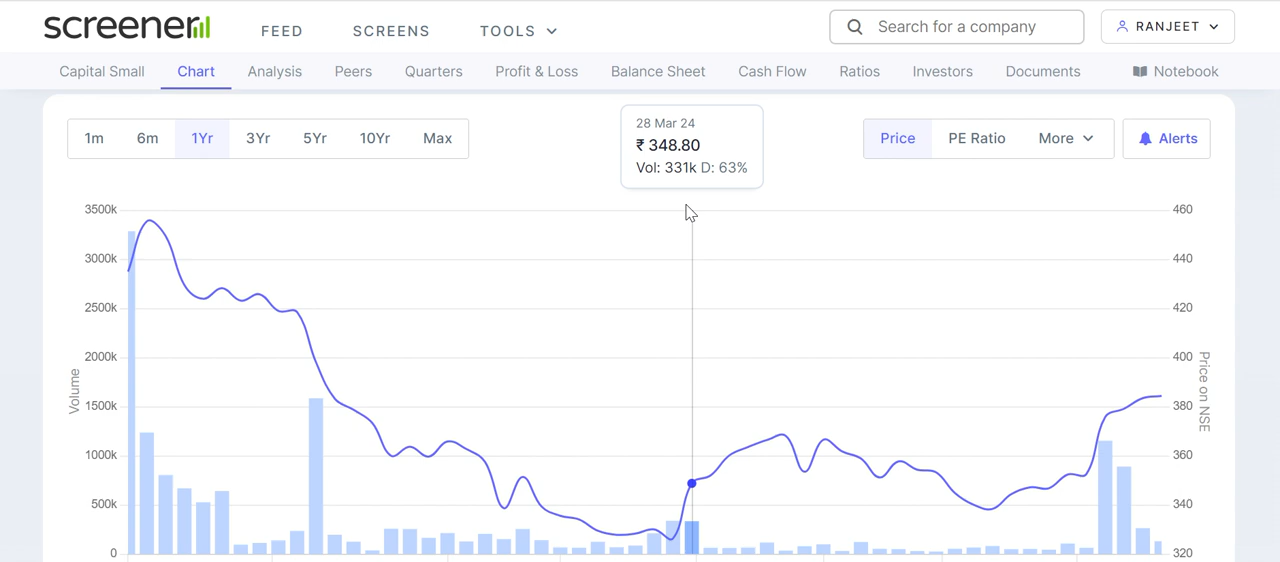 screener
FEED SCREENS TOOLS
Search for a company
RANJEET
Capital Small Chart Analysis Peers Quarters Profit & Loss Balance Sheet Cash Flow Ratios Investors Documents Notebook
1m 6m 1Yr 3Yr 5Yr 10Yr Max
28 Mar 24
₹ 348.80
Vol: 331k D: 63%
Price PE Ratio More
Alerts
3500k 460
3000k 440
2500k 420
2000k 400
1500k 380
1000k 360
500k 340
0 320
Volume
Price on NSE